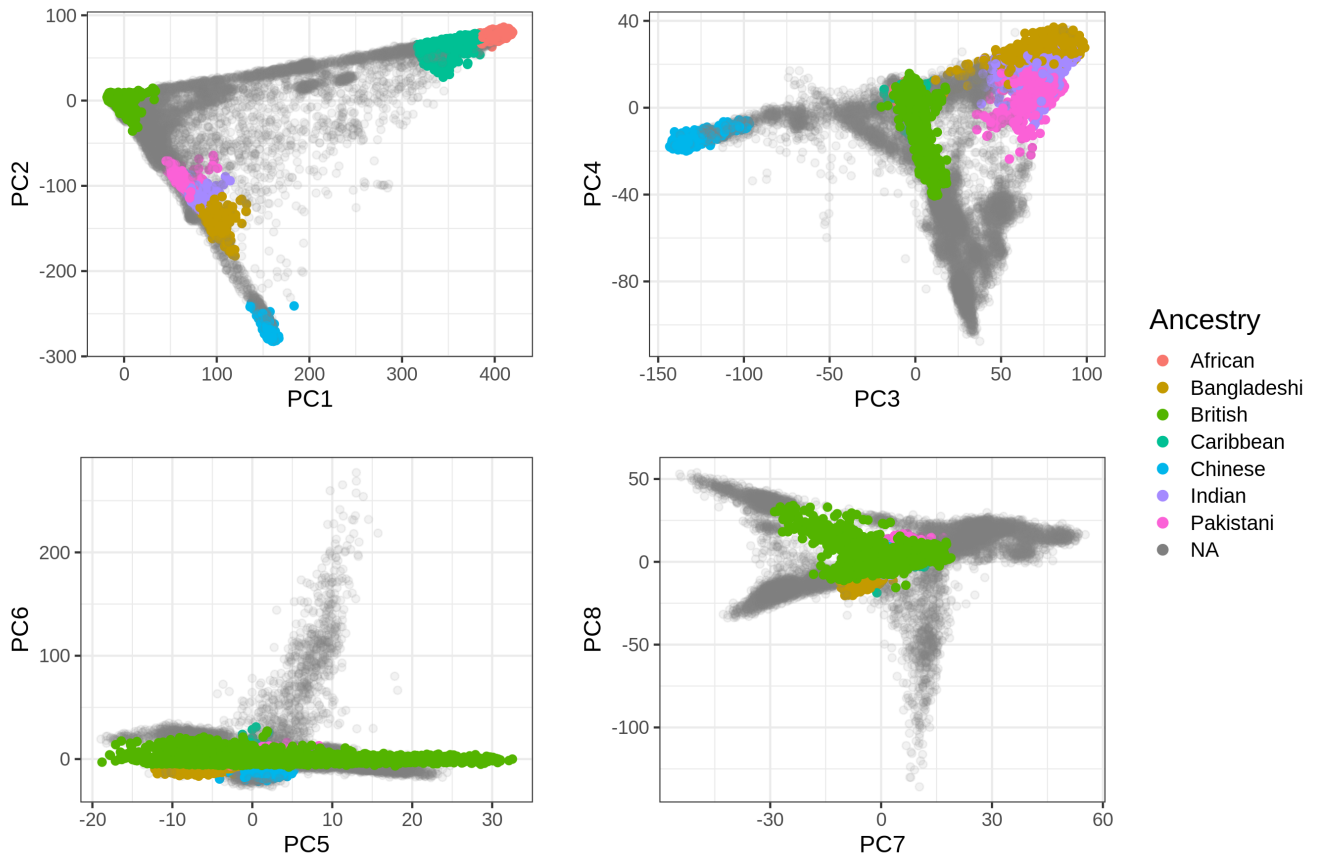 100
0
-100
-200
-300
PC2
0
100
200
300
400
PC1
40
0
-40
-80
PC4
-150
-100
-50
0
50
100
PC3
200
100
0
PC6
-20
-10
0
10
20
30
PC5
50
0
-50
-100
PC8
-30
0
30
60
PC7
Ancestry
African
Bangladeshi
British
Caribbean
Chinese
Indian
Pakistani
NA